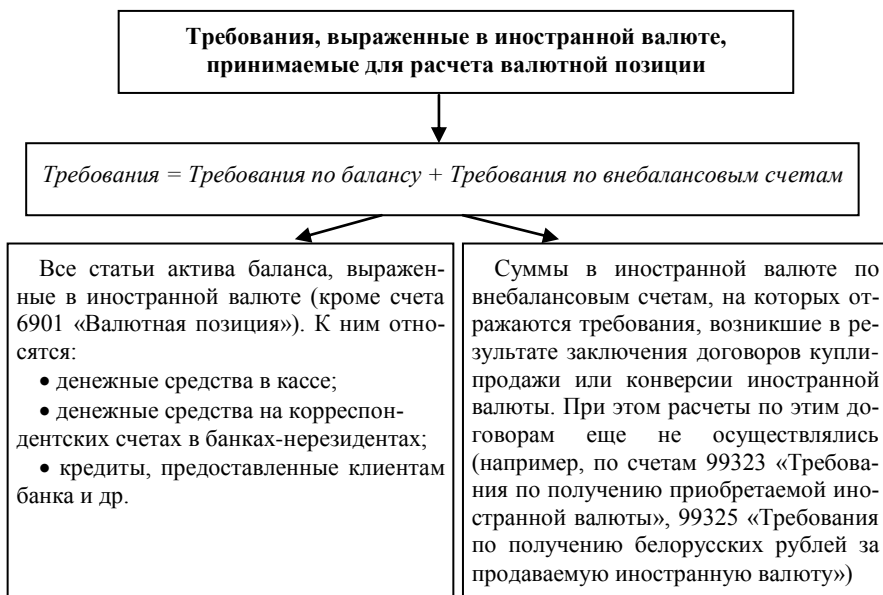 Требования, выраженные в иностранной валюте,
принимаемые для расчета валютной позиции
Требования = Требования по балансу + Требования по внебалансовым счетам
Все статьи актива баланса, выражен-
ные в иностранной валюте (кроме счета
6901 «Валютная позиция»). К ним отно-
сятся:
• денежные средства в кассе;
• денежные средства на корреспон-
дентских счетах в банках-нерезидентах;
• кредиты, предоставленные клиентам
банка и др.
Суммы в иностранной валюте по
внебалансовым счетам, на которых от-
ражаются требования, возникшие в ре-
зультате заключения договоров купли-
продажи или конверсии иностранной
валюты. При этом расчеты по этим до-
говорам еще не осуществлялись
(например, по счетам 99323 «Требова-
ния по получению приобретаемой ино-
странной валюты», 99325 «Требования
по получению белорусских рублей за
продаваемую иностранную валюту»)